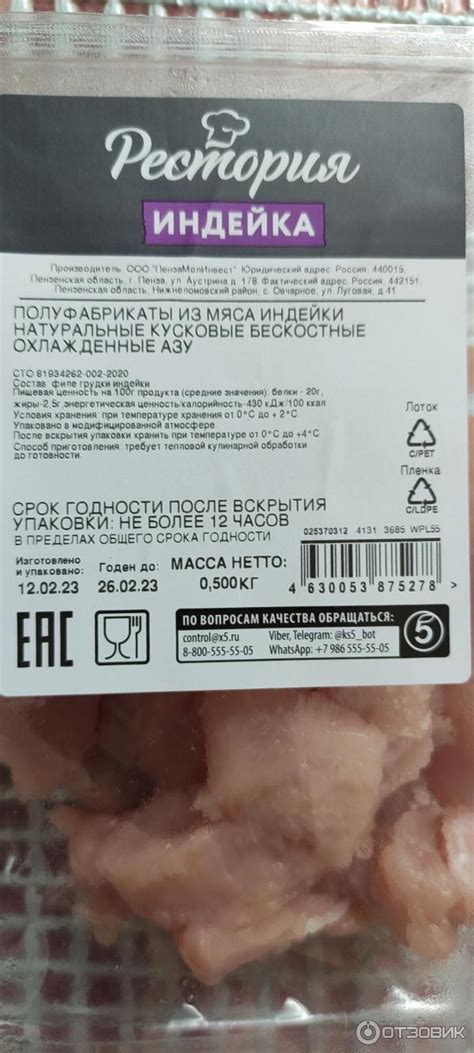 Рестория
ИНДЕЙКА
Производитель: ООО "ПензаМолИнвест" Юридический адрес: Россия, 440015,
Пензенская область, г. Пенза, ул. Аустрина д. 178 Фактический адрес: Россия, 442151,
Пензенская область, Нижнеломовский район, с. Овчарное, ул. Луговая, д.41
ПОЛУФАБРИКАТЫ ИЗ МЯСА ИНДЕЙКИ
НАТУРАЛЬНЫЕ КУСКОВЫЕ БЕСКОСТНЫЕ
ОХЛАЖДЕННЫЕ АЗУ
СТО 81934262-002-2020
Состав: филе грудки индейки
Пищевая ценность на 100г продукта (средние значения): белки - 20г,
жиры-2,5г,энергетическая ценность/калорийность-430 кДж/100 ккал
Условия хранения: при температуре хранения от 0°С до + 2°С
Упаковано в модифицированной атмосфере
После вскрытия упаковки хранить при температуре от 0°С до +4°С
Способ приготовления: требует тепловой кулинарной обработки
до готовности.
Лоток
C/PET
Пленка
C/LDPE
СРОК ГОДНОСТИ ПОСЛЕ ВСКРЫТИЯ
УПАКОВКИ: НЕ БОЛЕЕ 12 ЧАСОВ
В ПРЕДЕЛАХ ОБЩЕГО СРОКА ГОДНОСТИ
025370312 4131 3685 WPL55
Изготовлено и упаковано:
12.02.23
Годен до:
26.02.23
МАССА НЕТТО:
0,500КГ
4 630053 875278 >
EAC
ПО ВОПРОСАМ КАЧЕСТВА ОБРАЩАТЬСЯ:
control@x5.ru Viber, Telegram: @ks5_bot
8-800-555-55-05 WhatsApp: +7 986 555-55-05
5
ОТЗОВИК